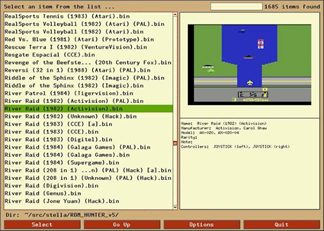 Select an item from the list ...
1685 items found
RealSports Tennis (1983) (Atari).bin
RealSports Volleyball (1982) (Atari) (PAL).bin
RealSports Volleyball (1982) (Atari).bin
Red Vs. Blue (1981) (Atari) (Prototype).bin
Rescue Terra I (1982) (VentureVision).bin
Resgate Espacial (CCE).bin
Revenge of the Beefste... (20th Century Fox).bin
Reversi (32 in 1) (1988) (Atari) (PAL).bin
Riddle of the Sphinx (1982) (Imagic) (PAL).bin
Riddle of the Sphinx (1982) (Imagic).bin
River Patrol (1984) (Tigervision).bin
River Raid (1982) (Activision) (PAL).bin
River Raid (1982) (Activision).bin
River Raid (1982) (Unknown) (Hack).bin
River Raid (1983) (CCE) [a].bin
River Raid (1983) (CCE).bin
River Raid (1983) (Digitel).bin
River Raid (1984) (Galaga Games) (PAL).bin
River Raid (1984) (Galaga Games).bin
River Raid (1984) (Supergame).bin
River Raid (208 in 1) ...n) (PAL) (Hack) [a].bin
River Raid (208 in 1) (Unknown) (PAL) (Hack).bin
River Raid (Digivision).bin
River Raid (Genus).bin
River Raid (Jone Yuan) (Hack).bin
Name: River Raid (1982) (Activision)
Manufacturer: Activision, Carol Shaw
Model: AG-020, AG-020-04
Rarity:
Note:
Controllers: JOYSTICK (left), JOYSTICK (right)
Dir: ~/src/stella/ROM_HUNTER_v5/
Select
Go Up
Options
Quit